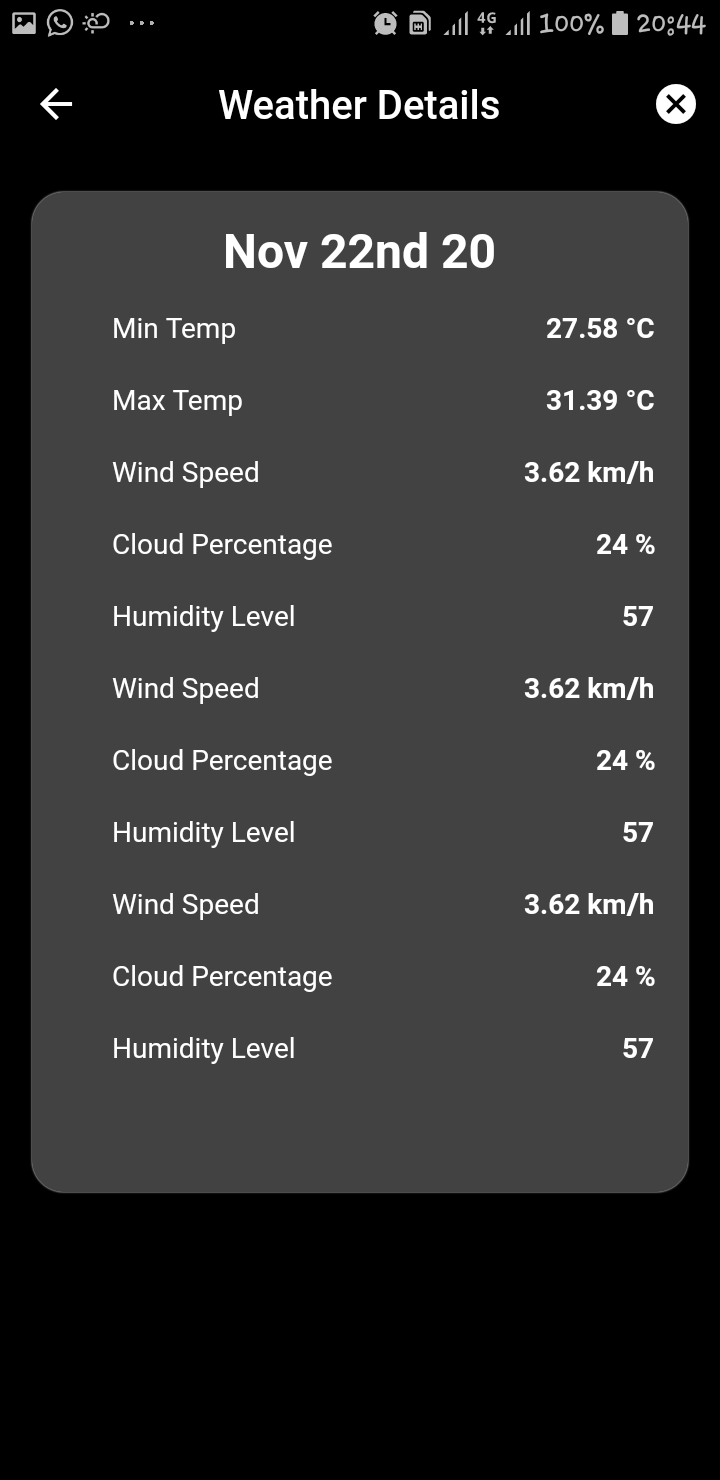 4G 100% 20:44
Weather Details
Nov 22nd 20
Min Temp 27.58 °C
Max Temp 31.39 °C
Wind Speed 3.62 km/h
Cloud Percentage 24 %
Humidity Level 57
Wind Speed 3.62 km/h
Cloud Percentage 24 %
Humidity Level 57
Wind Speed 3.62 km/h
Cloud Percentage 24 %
Humidity Level 57